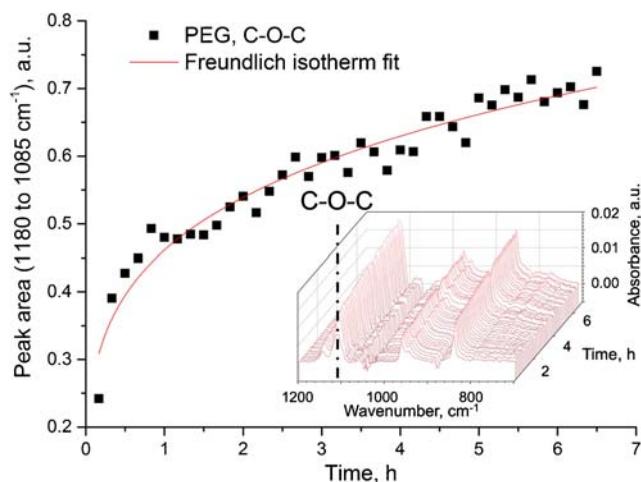 0.8
0.7
0.6
0.5
0.4
0.3
0.2
Peak area (1180 to 1085 cm⁻¹), a.u.
PEG, C-O-C
Freundlich isotherm fit
C-O-C
0.02
0.01
0.00
Absorbance, a.u.
6
4
2
Time, h
1200
1000
800
Wavenumber, cm⁻¹
0 1 2 3 4 5 6 7
Time, h